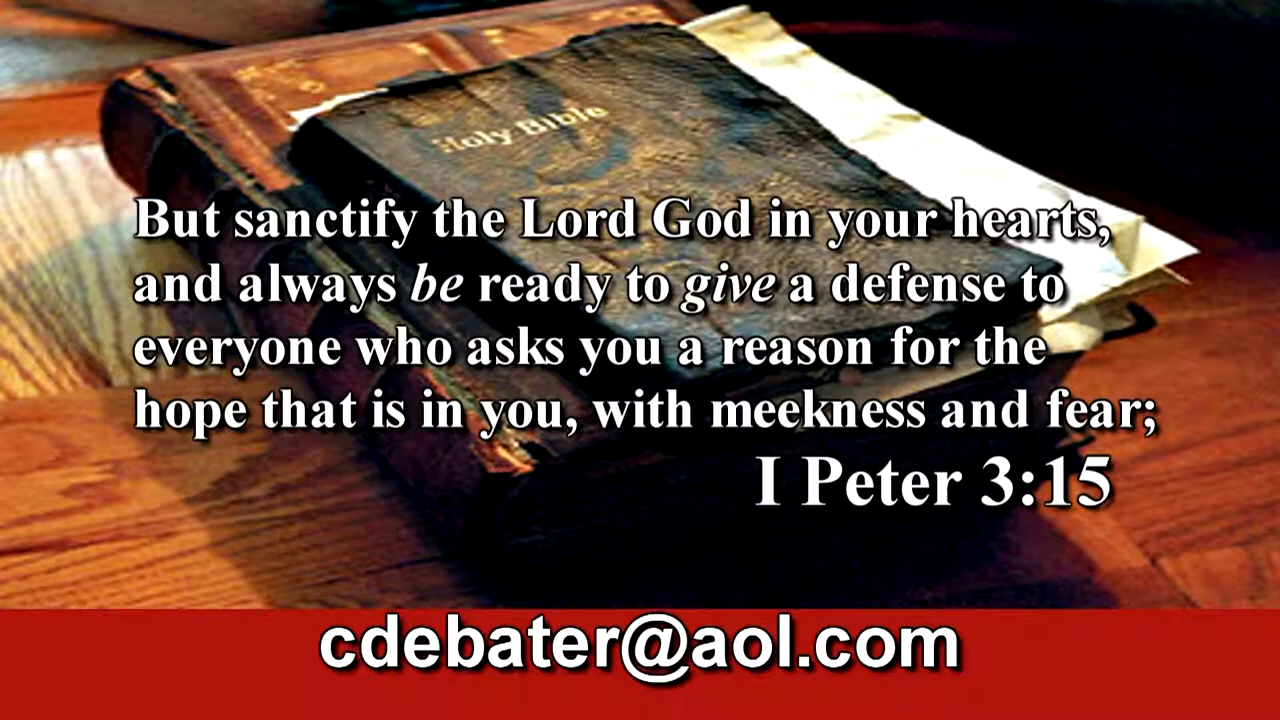 Holy Bible
But sanctify the Lord God in your hearts,
and always be ready to give a defense to
everyone who asks you a reason for the
hope that is in you, with meekness and fear;
I Peter 3:15
cdebater@aol.com